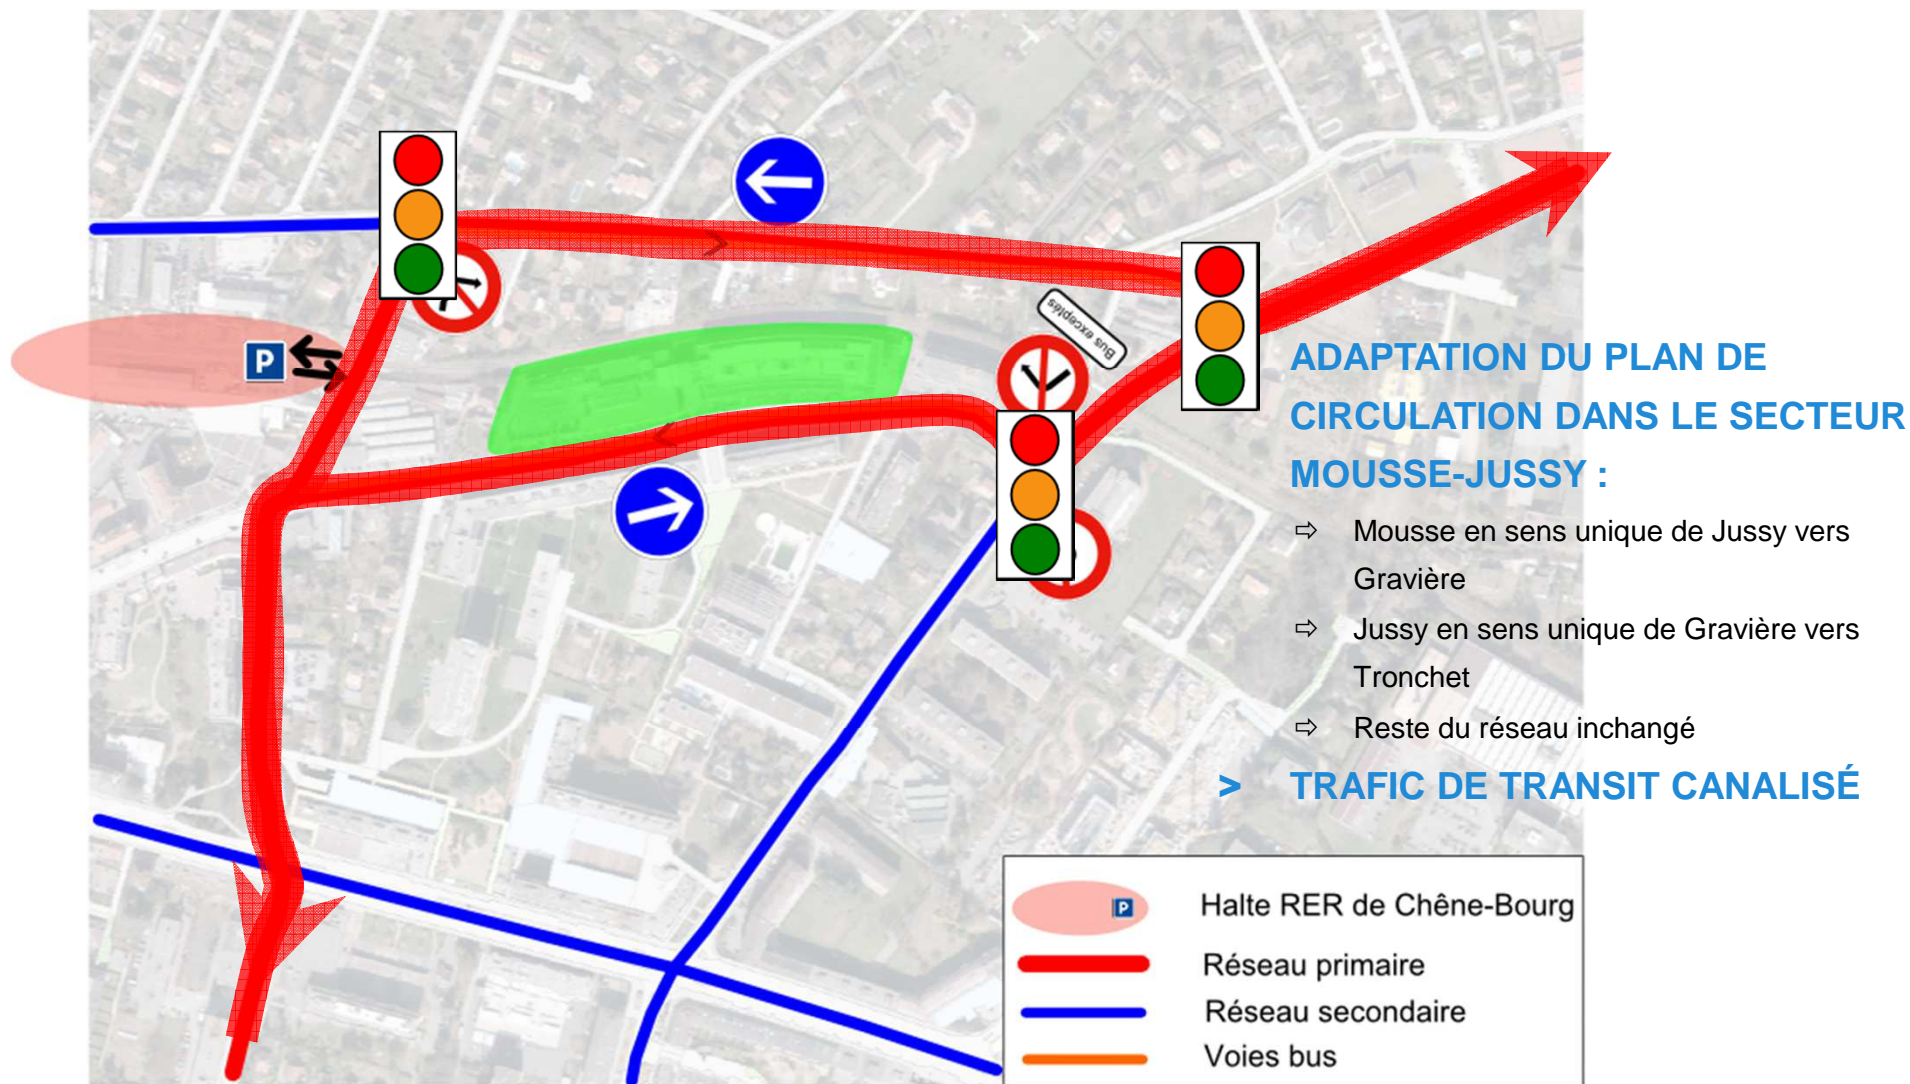 P
Bus exceptés
ADAPTATION DU PLAN DE
CIRCULATION DANS LE SECTEUR
MOUSSE-JUSSY :
⇨ Mousse en sens unique de Jussy vers
Gravière
⇨ Jussy en sens unique de Gravière vers
Tronchet
⇨ Reste du réseau inchangé
> TRAFIC DE TRANSIT CANALISÉ
P Halte RER de Chêne-Bourg
Réseau primaire
Réseau secondaire
Voies bus